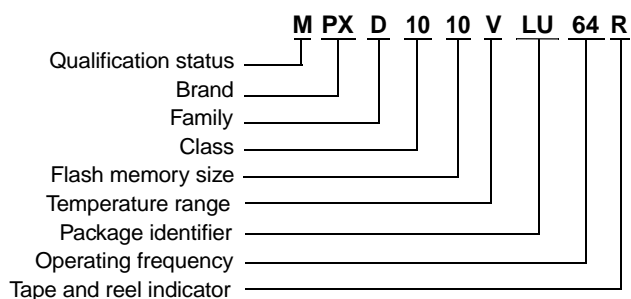 M PX D 10 10 V LU 64 R
Qualification status
Brand
Family
Class
Flash memory size
Temperature range
Package identifier
Operating frequency
Tape and reel indicator